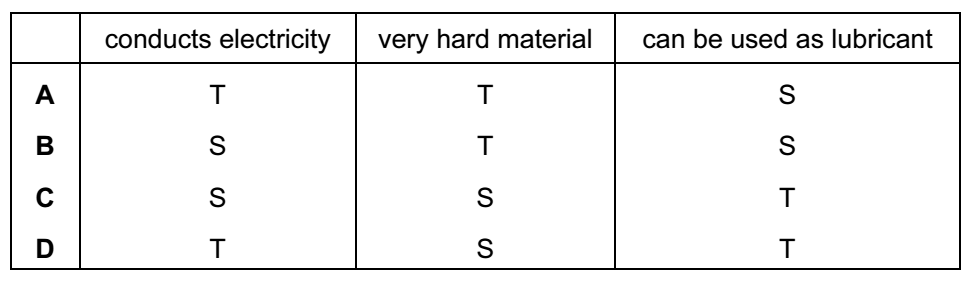 conducts electricity very hard material can be used as lubricant
A T T S
B S T S
C S S T
D T S T